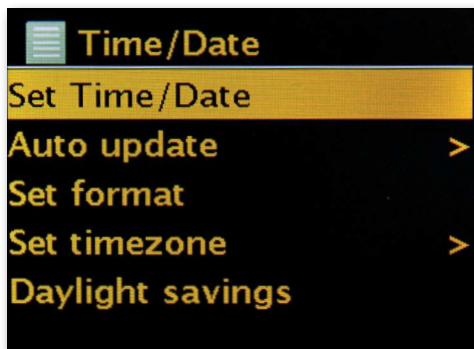 Time/Date
Set Time/Date
Auto update >
Set format
Set timezone >
Daylight savings